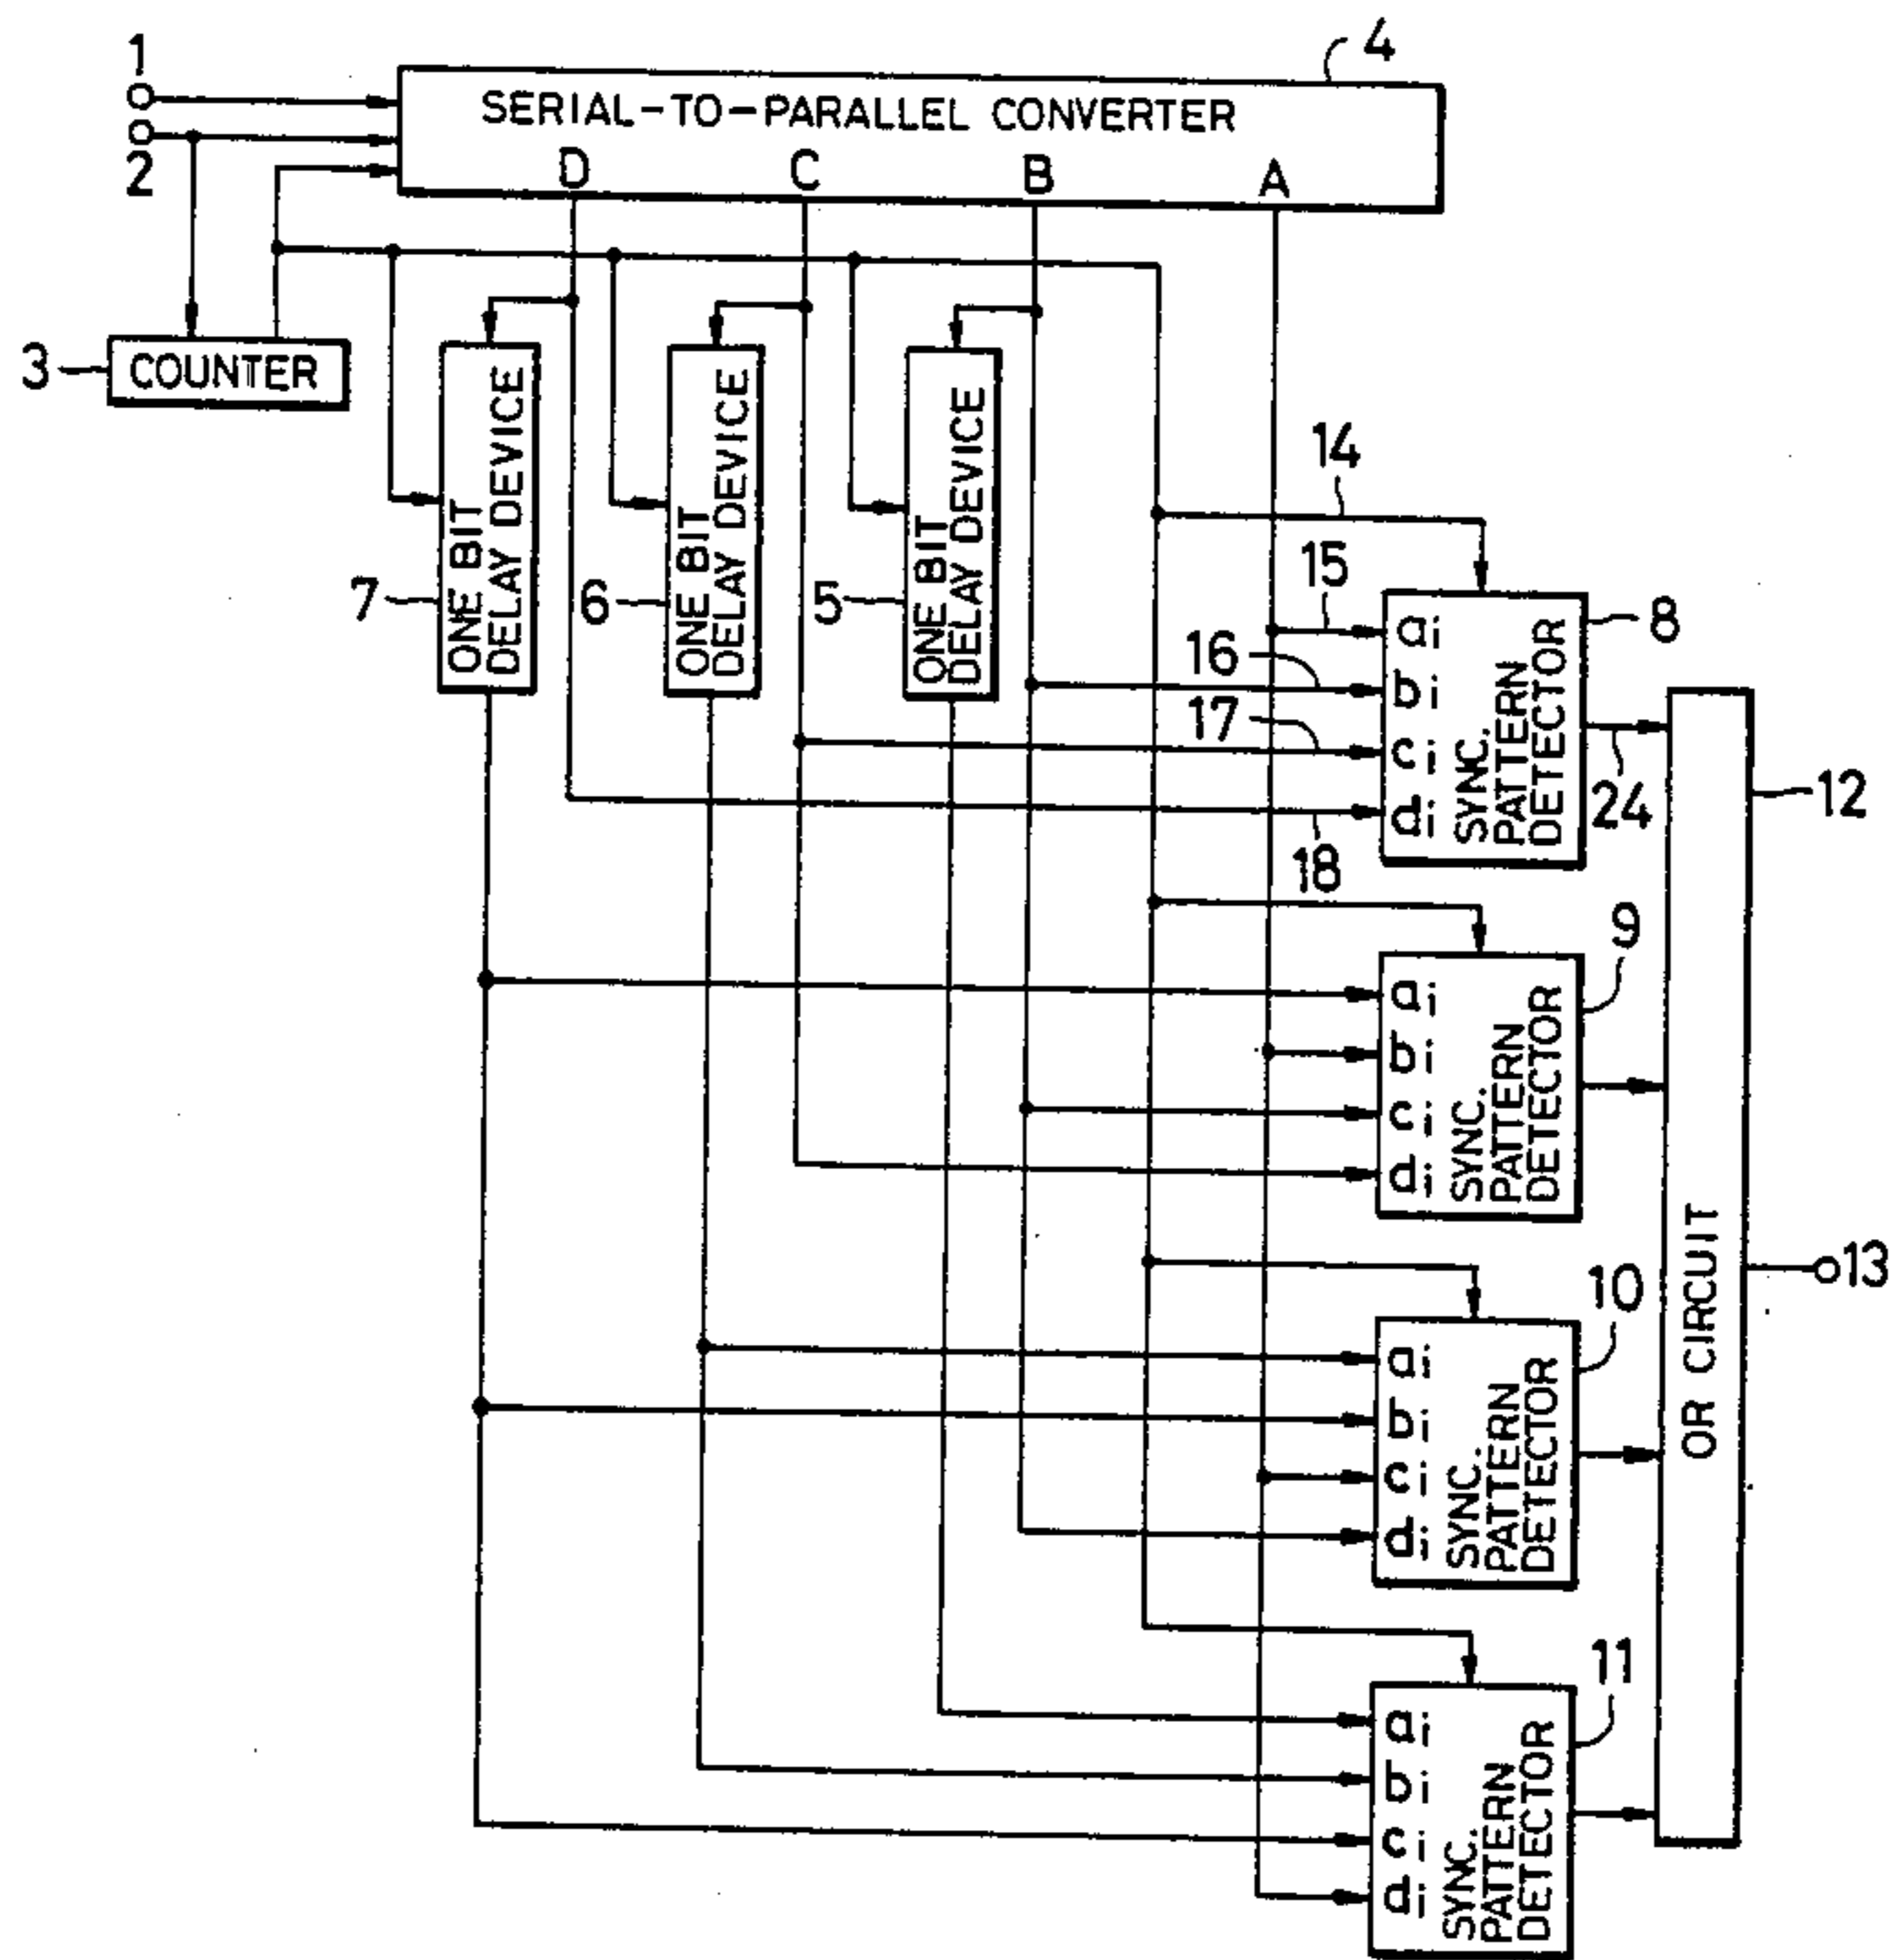 1
4
SERIAL-TO-PARALLEL CONVERTER
2
D C B A
3
COUNTER
14
ONE BIT
DELAY DEVICE
ONE BIT
DELAY DEVICE
ONE BIT
DELAY DEVICE
7
6
5
15
8
ai
16
bi
17
ci
di
18
SYNC.
PATTERN
DETECTOR
24
12
9
ai
bi
ci
di
SYNC.
PATTERN
DETECTOR
OR CIRCUIT
13
10
ai
bi
ci
di
SYNC.
PATTERN
DETECTOR
11
ai
bi
ci
di
SYNC.
PATTERN
DETECTOR